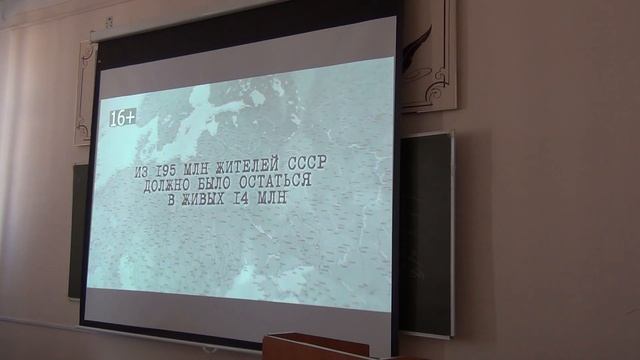 16+
ИЗ 195 МЛН ЖИТЕЛЕЙ СССР
ДОЛЖНО БЫЛО ОСТАТЬСЯ
В ЖИВЫХ 14 МЛН